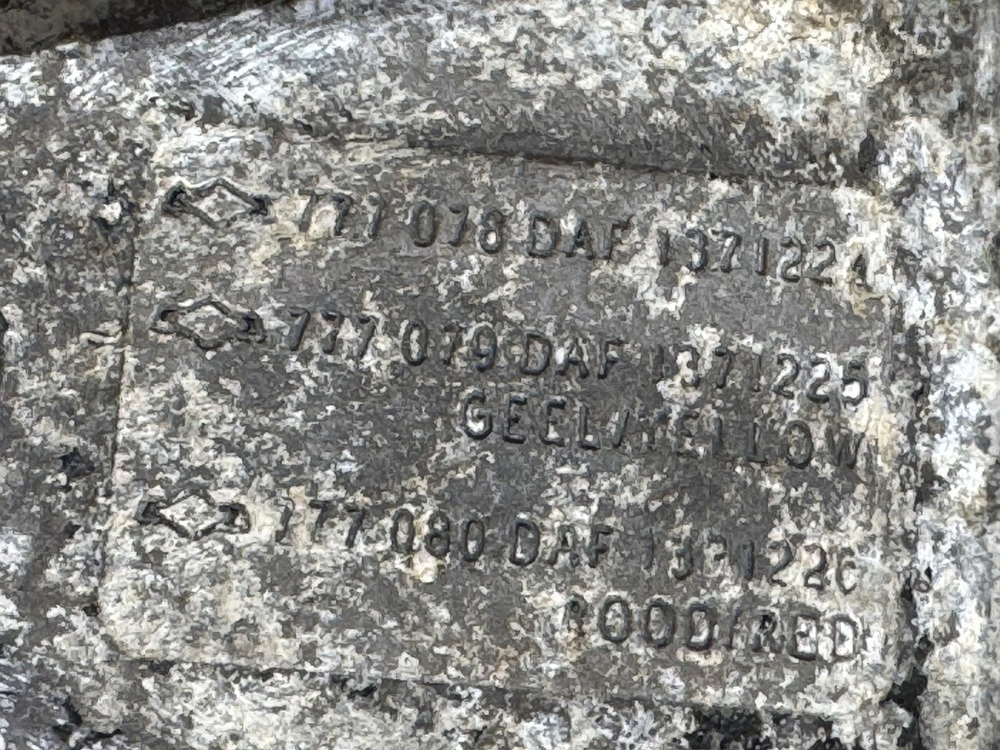 777 078 DAF 1371224
777 079 DAF 1371225
GEEL/YELLOW
777 080 DAF 1371226
ROOD/RED